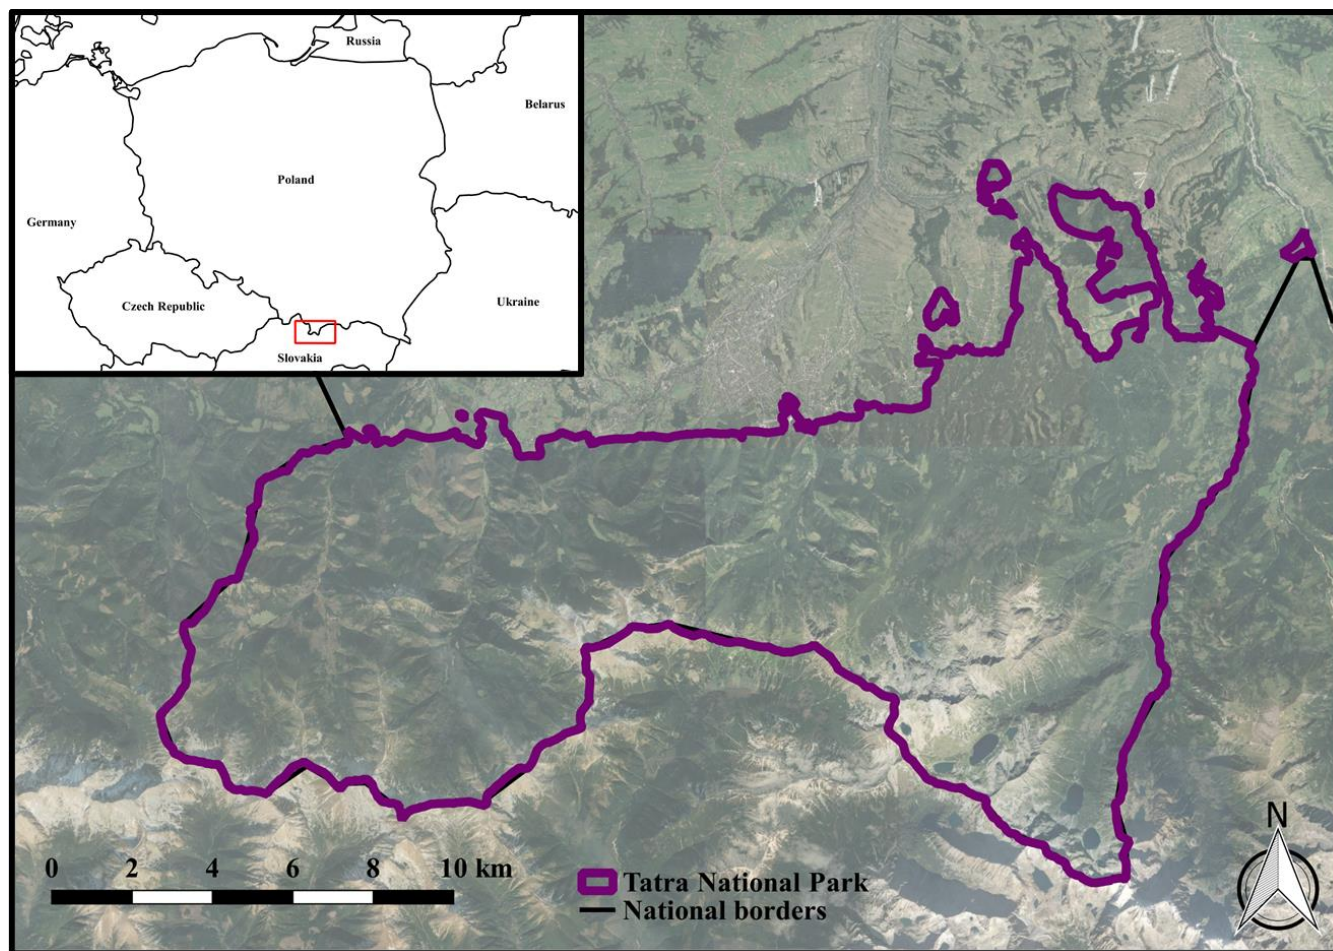 Russia
Belarus
Poland
Germany
Czech Republic
Ukraine
Slovakia
0 2 4 6 8 10 km
Tatra National Park
National borders
N